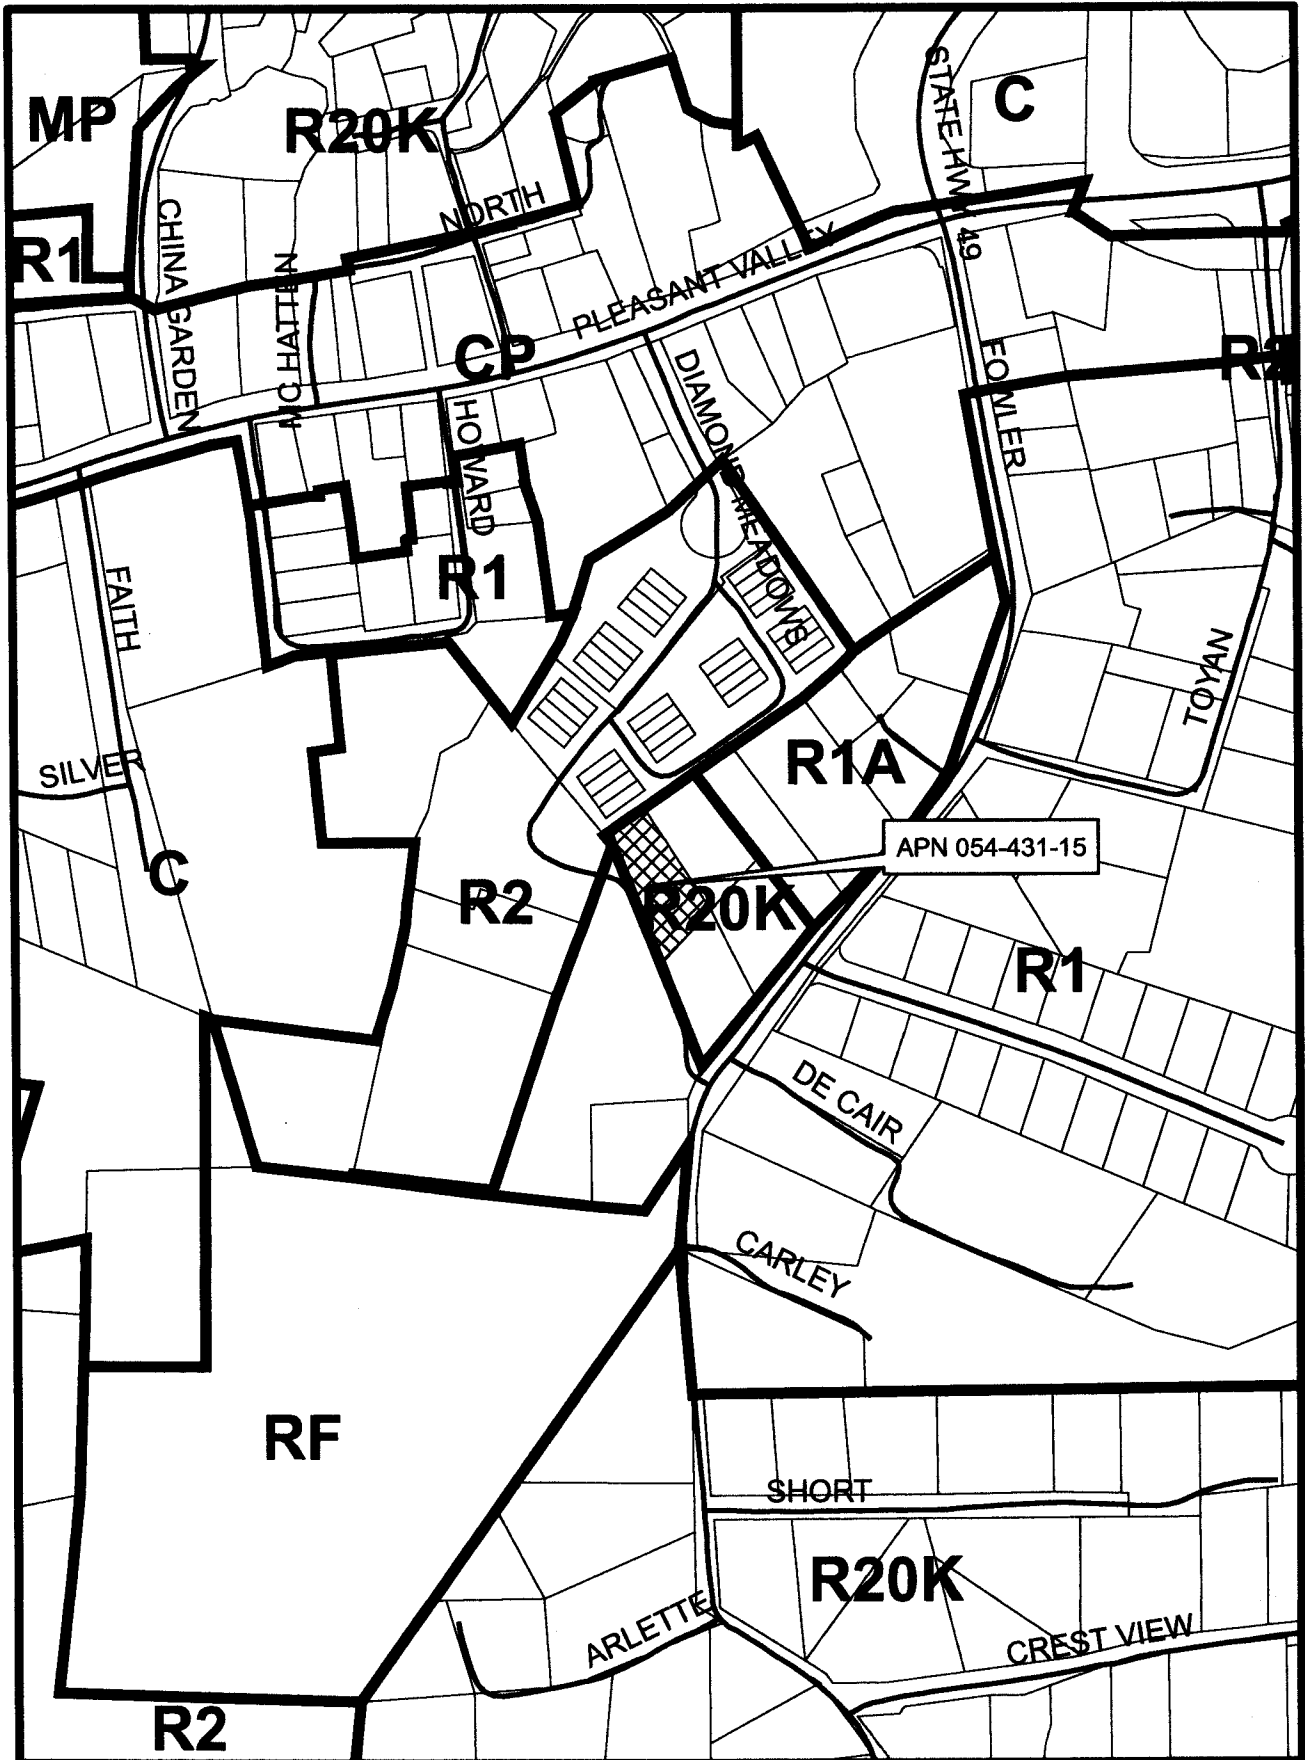 MP
R20K
C
STATE HWY 49
NORTH
CHINA GARDEN
R1
MC HATTEN
PLEASANT VALLEY
CP
R2
DIAMOND MEADOWS
FOWLER
HOWARD
R1
FAITH
TOYAN
SILVER
R1A
APN 054-431-15
C
R2
R20K
R1
DE CAIR
CARLEY
RF
SHORT
R20K
ARLETTE
CREST VIEW
R2